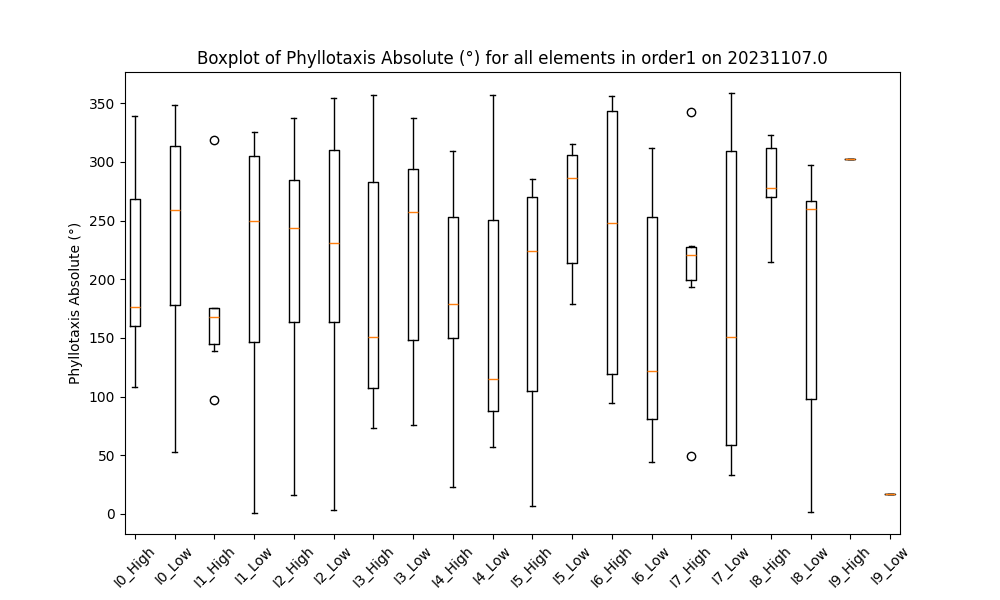 Boxplot of Phyllotaxis Absolute (°) for all elements in order1 on 20231107.0
Phyllotaxis Absolute (°)
350
300
250
200
150
100
50
0
I0_High
I0_Low
I1_High
I1_Low
I2_High
I2_Low
I3_High
I3_Low
I4_High
I4_Low
I5_High
I5_Low
I6_High
I6_Low
I7_High
I7_Low
I8_High
I8_Low
I9_High
I9_Low